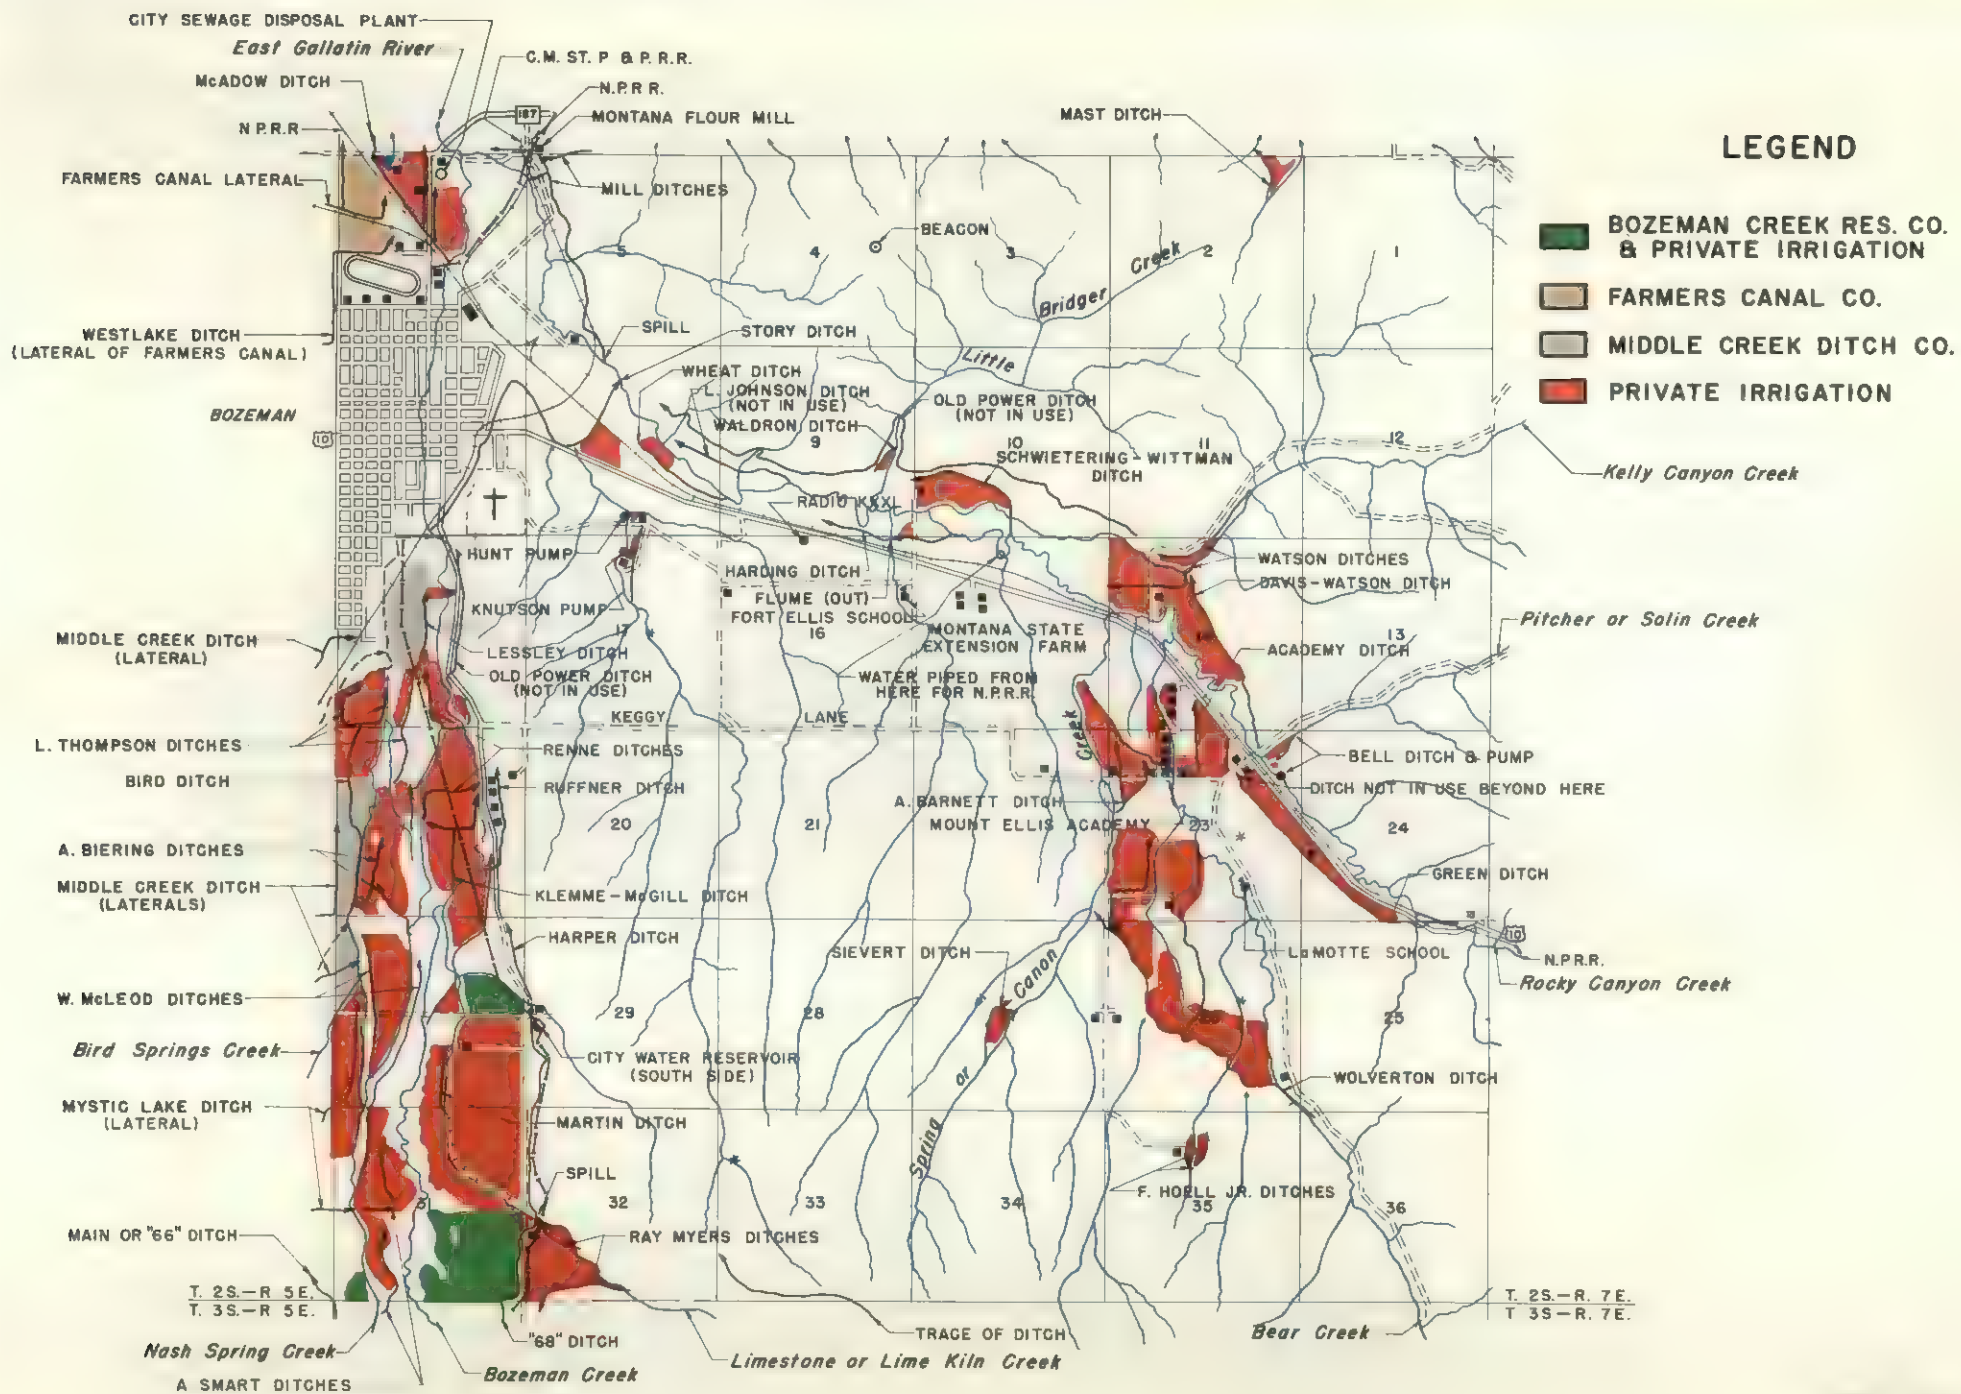 CITY SEWAGE DISPOSAL PLANT
East Gallatin River
C.M. ST. P & P. R.R.
McADOW DITCH
N.P.R R.
187
MONTANA FLOUR MILL
MAST DITCH
N P.R.R
LEGEND
FARMERS CANAL LATERAL
MILL DITCHES
BOZEMAN CREEK RES. CO.
& PRIVATE IRRIGATION
BEACON
5
4
3
Creek
2
1
FARMERS CANAL CO.
Bridger
WESTLAKE DITCH
(LATERAL OF FARMERS CANAL)
SPILL
STORY DITCH
MIDDLE CREEK DITCH CO.
Little
WHEAT DITCH
L. JOHNSON DITCH
(NOT IN USE)
OLD POWER DITCH
(NOT IN USE)
PRIVATE IRRIGATION
BOZEMAN
WALDRON DITCH
10
9
10
11
12
SCHWIETERING-WITTMAN
DITCH
Kelly Canyon Creek
RADIO KXXL
HUNT PUMP
WATSON DITCHES
HARDING DITCH
DAVIS-WATSON DITCH
KNUTSON PUMP
FLUME (OUT)
FORT ELLIS SCHOOL
17
16
MONTANA STATE
EXTENSION FARM
13
Pitcher or Salin Creek
MIDDLE CREEK DITCH
(LATERAL)
LESSLEY DITCH
ACADEMY DITCH
OLD POWER DITCH
(NOT IN USE)
WATER PIPED FROM
HERE FOR N.P.R.R.
KEGGY
LANE
Creek
L. THOMPSON DITCHES
RENNE DITCHES
BELL DITCH & PUMP
BIRD DITCH
RUFFNER DITCH
DITCH NOT IN USE BEYOND HERE
A. BARNETT DITCH
MOUNT ELLIS ACADEMY
20
21
23
24
A. BIERING DITCHES
MIDDLE CREEK DITCH
(LATERALS)
KLEMME-McGILL DITCH
GREEN DITCH
HARPER DITCH
SIEVERT DITCH
LaMOTTE SCHOOL
10
N.P.R.R.
Rocky Canyon Creek
Canon
or
W. McLEOD DITCHES
29
28
25
Bird Springs Creek
CITY WATER RESERVOIR
(SOUTH SIDE)
or
WOLVERTON DITCH
MYSTIC LAKE DITCH
(LATERAL)
MARTIN DITCH
Spring
SPILL
F. HOELL JR. DITCHES
32
33
34
35
36
MAIN OR "66" DITCH
RAY MYERS DITCHES
T. 2S.-R 5E.
T. 3S.-R 5E.
T. 2S.-R. 7E.
T 3S-R. 7E.
"68" DITCH
TRACE OF DITCH
Bear Creek
Nash Spring Creek
Limestone or Lime Kiln Creek
Bozeman Creek
A SMART DITCHES